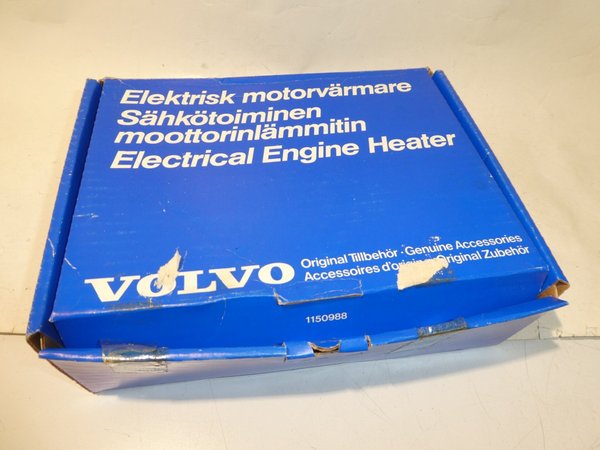 Elektrisk motorvärmare
Sähkötoiminen
moottorinlämmitin
Electrical Engine Heater
VOLVO
Original Tillbehör · Genuine Accessories
Accessoires d'origine Original Zubehör
1150988